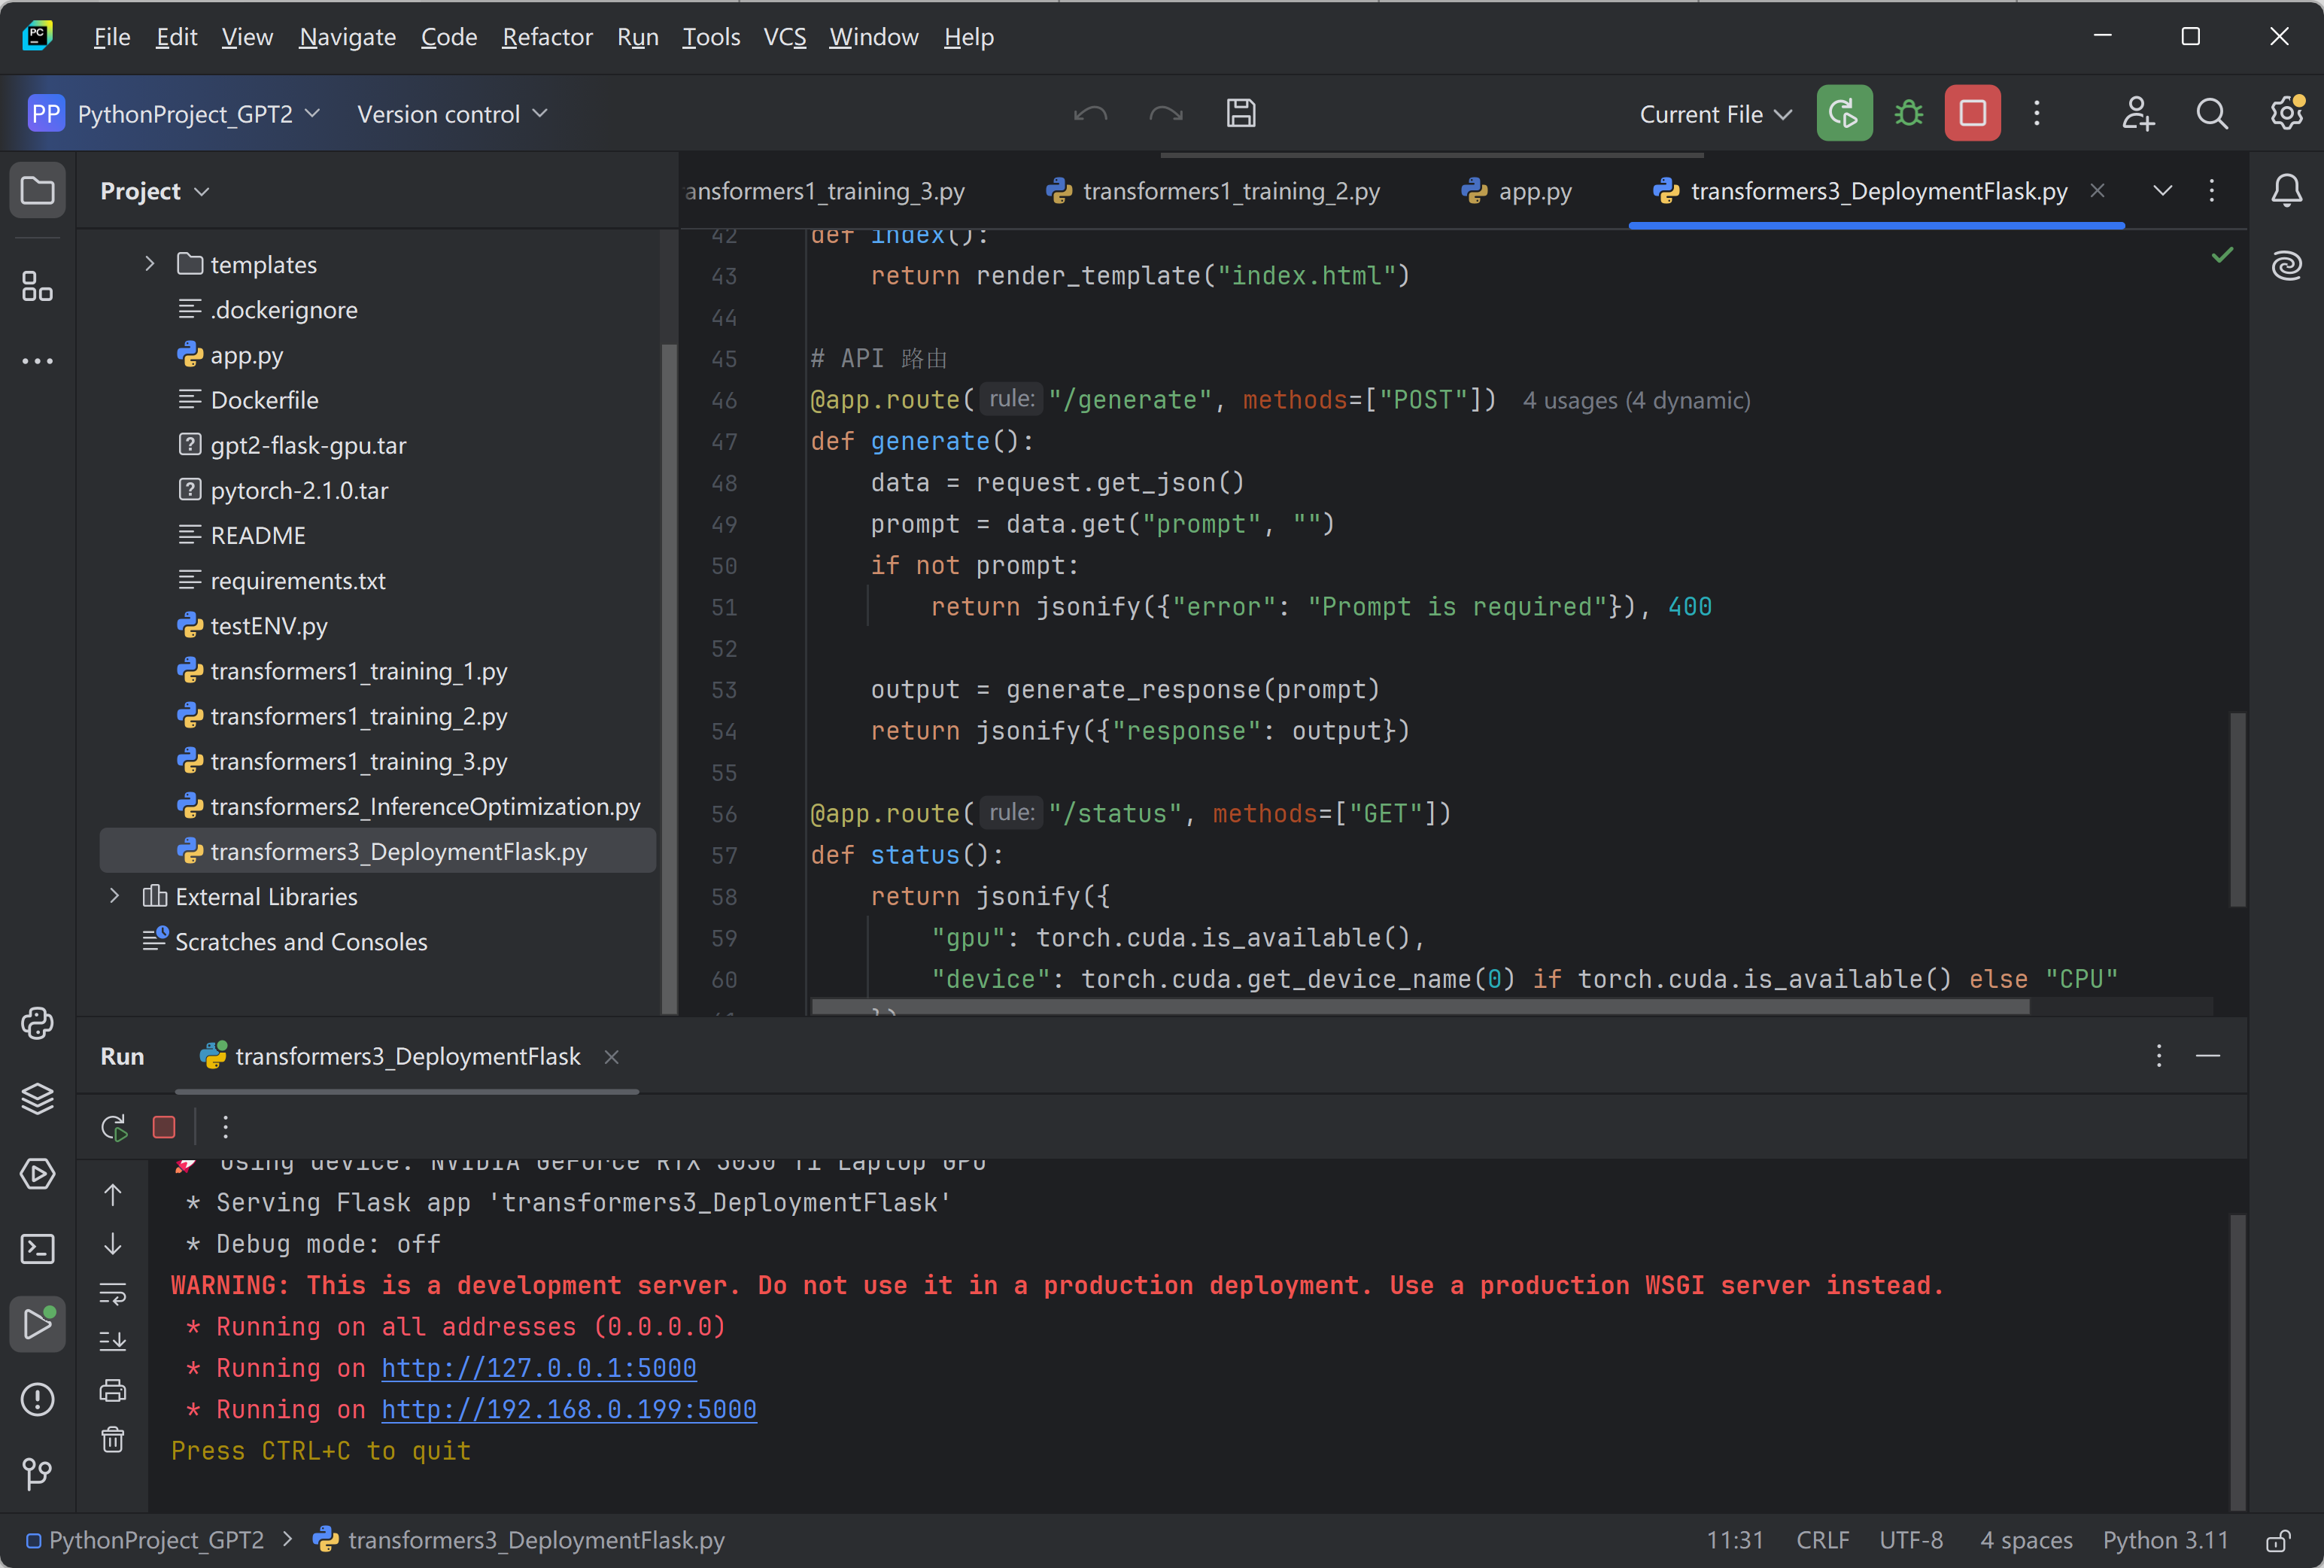 PC
File Edit View Navigate Code Refactor Run Tools VCS Window Help
PP PythonProject_GPT2 Version control Current File
Project
ansformers1_training_3.py transformers1_training_2.py app.py transformers3_DeploymentFlask.py
templates
.dockerignore
app.py
Dockerfile
gpt2-flask-gpu.tar
pytorch-2.1.0.tar
README
requirements.txt
testENV.py
transformers1_training_1.py
transformers1_training_2.py
transformers1_training_3.py
transformers2_InferenceOptimization.py
transformers3_DeploymentFlask.py
External Libraries
Scratches and Consoles
42 def index():
43 return render_template("index.html")
44
45 # API 路由
46 @app.route( rule: "/generate", methods=["POST"]) 4 usages (4 dynamic)
47 def generate():
48 data = request.get_json()
49 prompt = data.get("prompt", "")
50 if not prompt:
51 return jsonify({"error": "Prompt is required"}), 400
52
53 output = generate_response(prompt)
54 return jsonify({"response": output})
55
56 @app.route( rule: "/status", methods=["GET"])
57 def status():
58 return jsonify({
59 "gpu": torch.cuda.is_available(),
60 "device": torch.cuda.get_device_name(0) if torch.cuda.is_available() else "CPU"
61 })
Run transformers3_DeploymentFlask
Using device: NVIDIA GeForce RTX 3050 Ti Laptop GPU
* Serving Flask app 'transformers3_DeploymentFlask'
* Debug mode: off
WARNING: This is a development server. Do not use it in a production deployment. Use a production WSGI server instead.
* Running on all addresses (0.0.0.0)
* Running on http://127.0.0.1:5000
* Running on http://192.168.0.199:5000
Press CTRL+C to quit
PythonProject_GPT2 > transformers3_DeploymentFlask.py 11:31 CRLF UTF-8 4 spaces Python 3.11